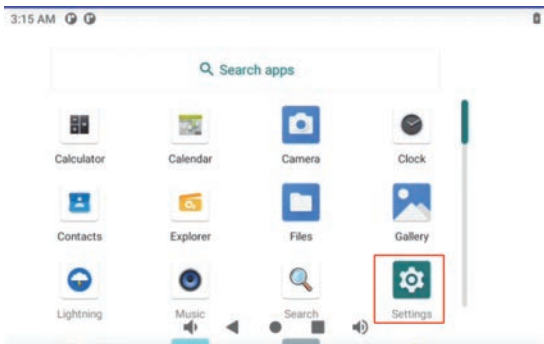 3:15 AM
Search apps
Calculator Calendar Camera Clock
Contacts Explorer Files Gallery
Lightning Music Search Settings